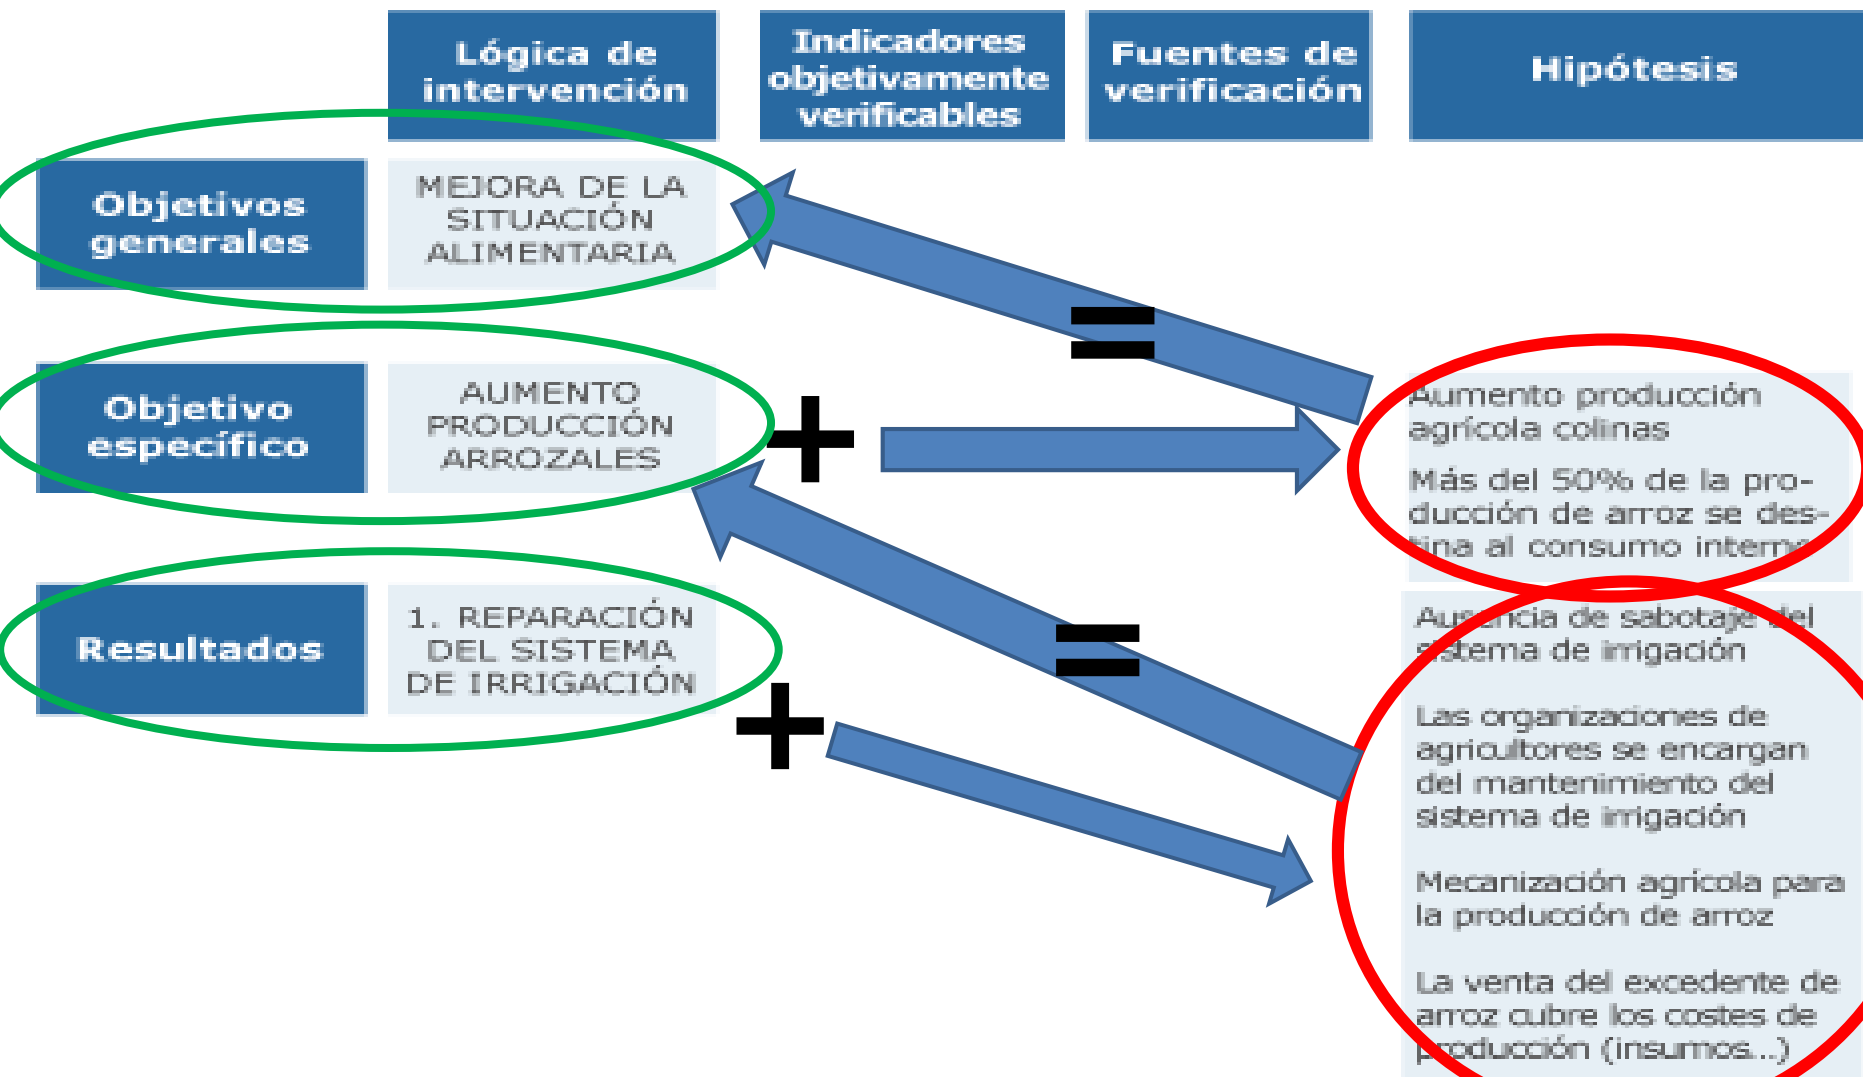 Lógica de
intervención
Indicadores
objetivamente
verificables
Fuentes de
verificación
Hipótesis
Objetivos
generales
MEJORA DE LA
SITUACIÓN
ALIMENTARIA
=
Objetivo
específico
AUMENTO
PRODUCCIÓN
ARROZALES
+
Aumento producción
agrícola colinas
Más del 50% de la pro-
ducción de arroz se des-
tina al consumo interno
Resultados
1. REPARACIÓN
DEL SISTEMA
DE IRRIGACIÓN
=
+
Ausencia de sabotaje del
sistema de irrigación
Las organizaciones de
agricultores se encargan
del mantenimiento del
sistema de irrigación
Mecanización agrícola para
la producción de arroz
La venta del excedente de
arroz cubre los costes de
producción (insumos...)